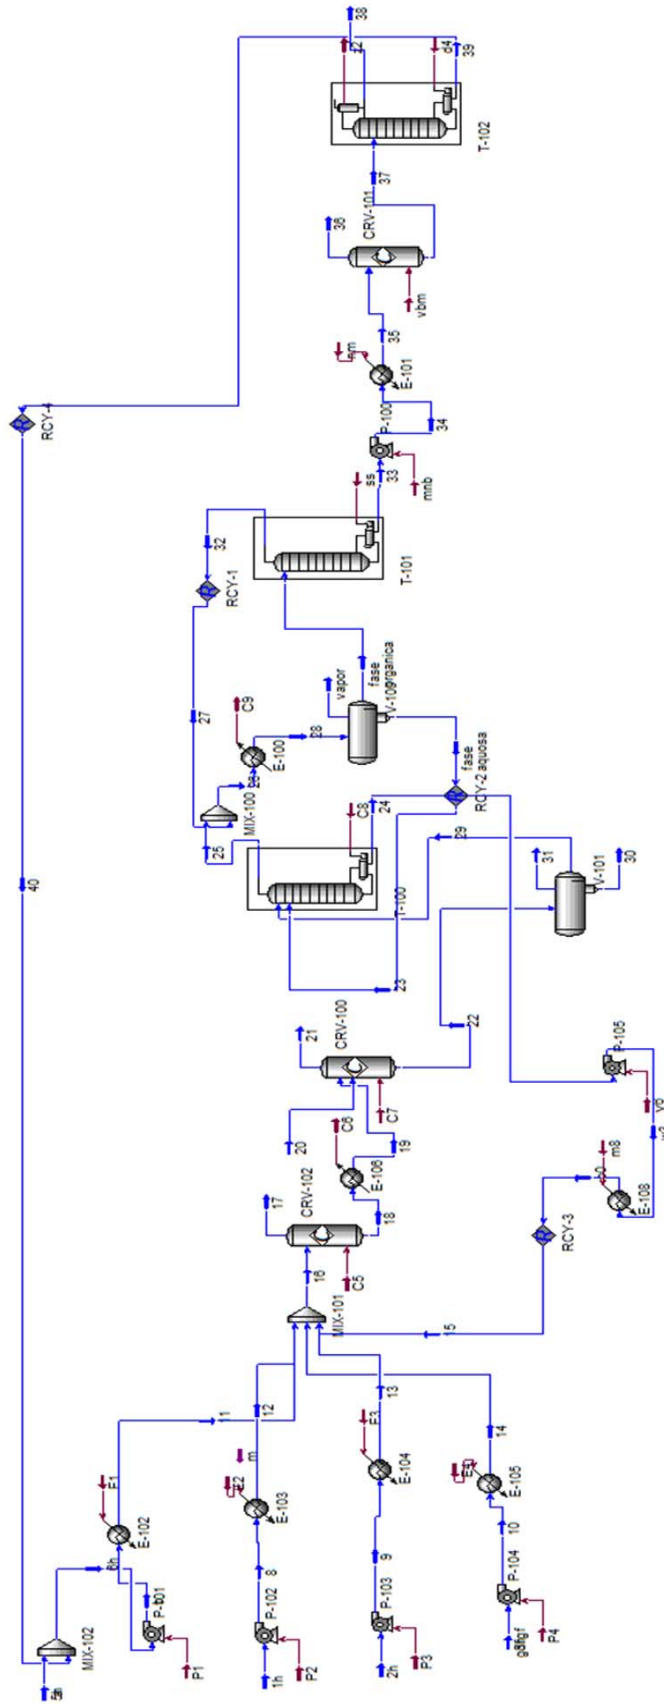 38
39
d4
T-102
37
CRV-101
36
vbm
35
E-101
P-100
34
33
mnb
ss
T-101
32
RCY-1
RCY-4
27
C9
E-100
28
vapor
fase
organica
V-109
fase
aquosa
RCY-2
MIX-100
25
24
C8
T-100
29
31
V-101
30
23
22
40
CRV-100
21
20
C7
C6
19
E-106
CRV-102
17
18
C5
16
MIX-101
P-105
m8
E-108
RCY-3
15
11
12
13
14
E1
E-102
m
E2
E-103
E3
E-104
E-105
MIX-102
P-101
P1
8
P-102
1h
P2
9
P-103
2h
P3
10
P-104
P4